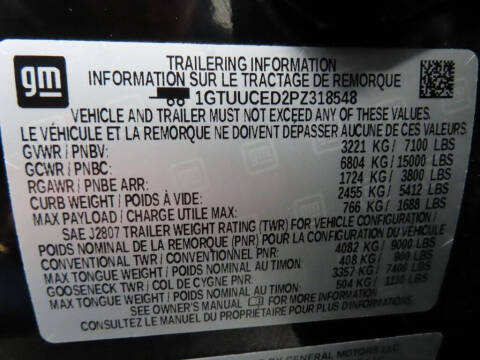 gm
TRAILERING INFORMATION
INFORMATION SUR LE TRACTAGE DE REMORQUE
1GTUUCED2PZ318548
VEHICLE AND TRAILER MUST NOT EXCEED ANY OF THESE VALUES
LE VÉHICULE ET LA REMORQUE NE DOIVENT PAS DÉPASSER AUCUNE DE CES VALEURS
GVWR / PNBV: 3221 KG/ 7100 LBS
GCWR / PNBC: 6804 KG/ 15000 LBS
RGAWR / PNBE ARR: 1724 KG/ 3800 LBS
CURB WEIGHT / POIDS À VIDE: 2455 KG/ 5412 LBS
MAX PAYLOAD / CHARGE UTILE MAX: 766 KG/ 1688 LBS
SAE J2807 TRAILER WEIGHT RATING (TWR) FOR VEHICLE CONFIGURATION /
POIDS NOMINAL DE LA REMORQUE (PNR) POUR LA CONFIGURATION DU VÉHICULE
CONVENTIONAL TWR / CONVENTIONNEL PNR: 4082 KG/ 9000 LBS
MAX TONGUE WEIGHT / POIDS NOMINAL AU TIMON: 408 KG/ 900 LBS
GOOSENECK TWR / COL DE CYGNE PNR: 3357 KG/ 7400 LBS
MAX TONGUE WEIGHT / POIDS NOMINAL AU TIMON: 504 KG/ 1110 LBS
SEE OWNER'S MANUAL FOR MORE INFORMATION /
CONSULTEZ LE MANUEL DU PROPRIÉTAIRE POUR PLUS D'INFORMATION
BY GENERAL MOTORS LLC